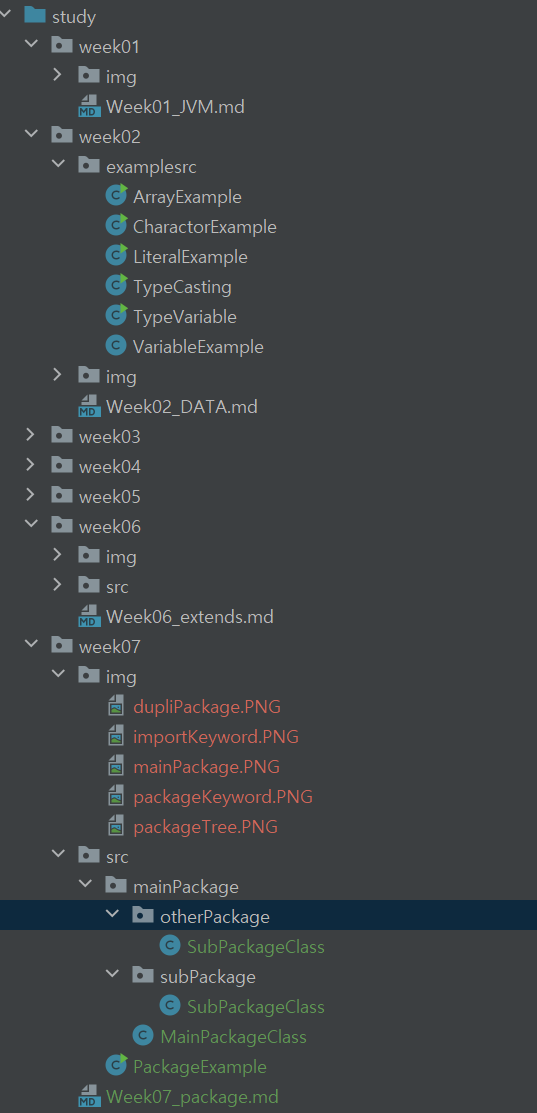 study
week01
img
MD Week01_JVM.md
week02
examplesrc
C ArrayExample
C CharactorExample
C LiteralExample
C TypeCasting
C TypeVariable
C VariableExample
img
MD Week02_DATA.md
week03
week04
week05
week06
img
src
MD Week06_extends.md
week07
img
dupliPackage.PNG
importKeyword.PNG
mainPackage.PNG
packageKeyword.PNG
packageTree.PNG
src
mainPackage
otherPackage
C SubPackageClass
subPackage
C SubPackageClass
C MainPackageClass
C PackageExample
MD Week07_package.md